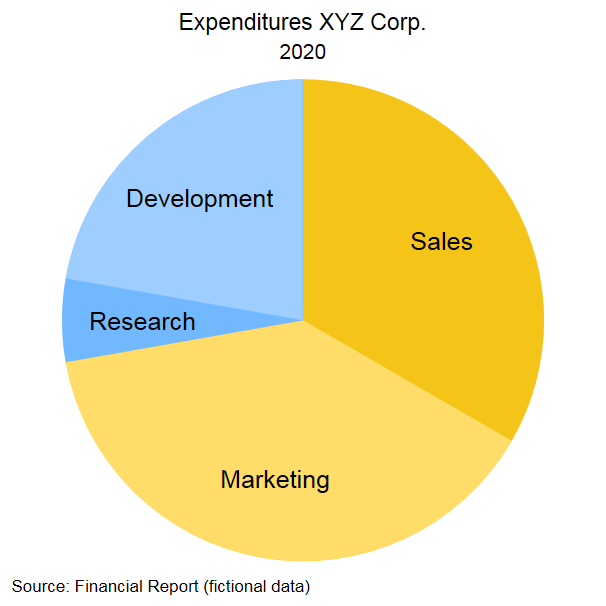 Expenditures XYZ Corp.
2020
Development
Sales
Research
Marketing
Source: Financial Report (fictional data)